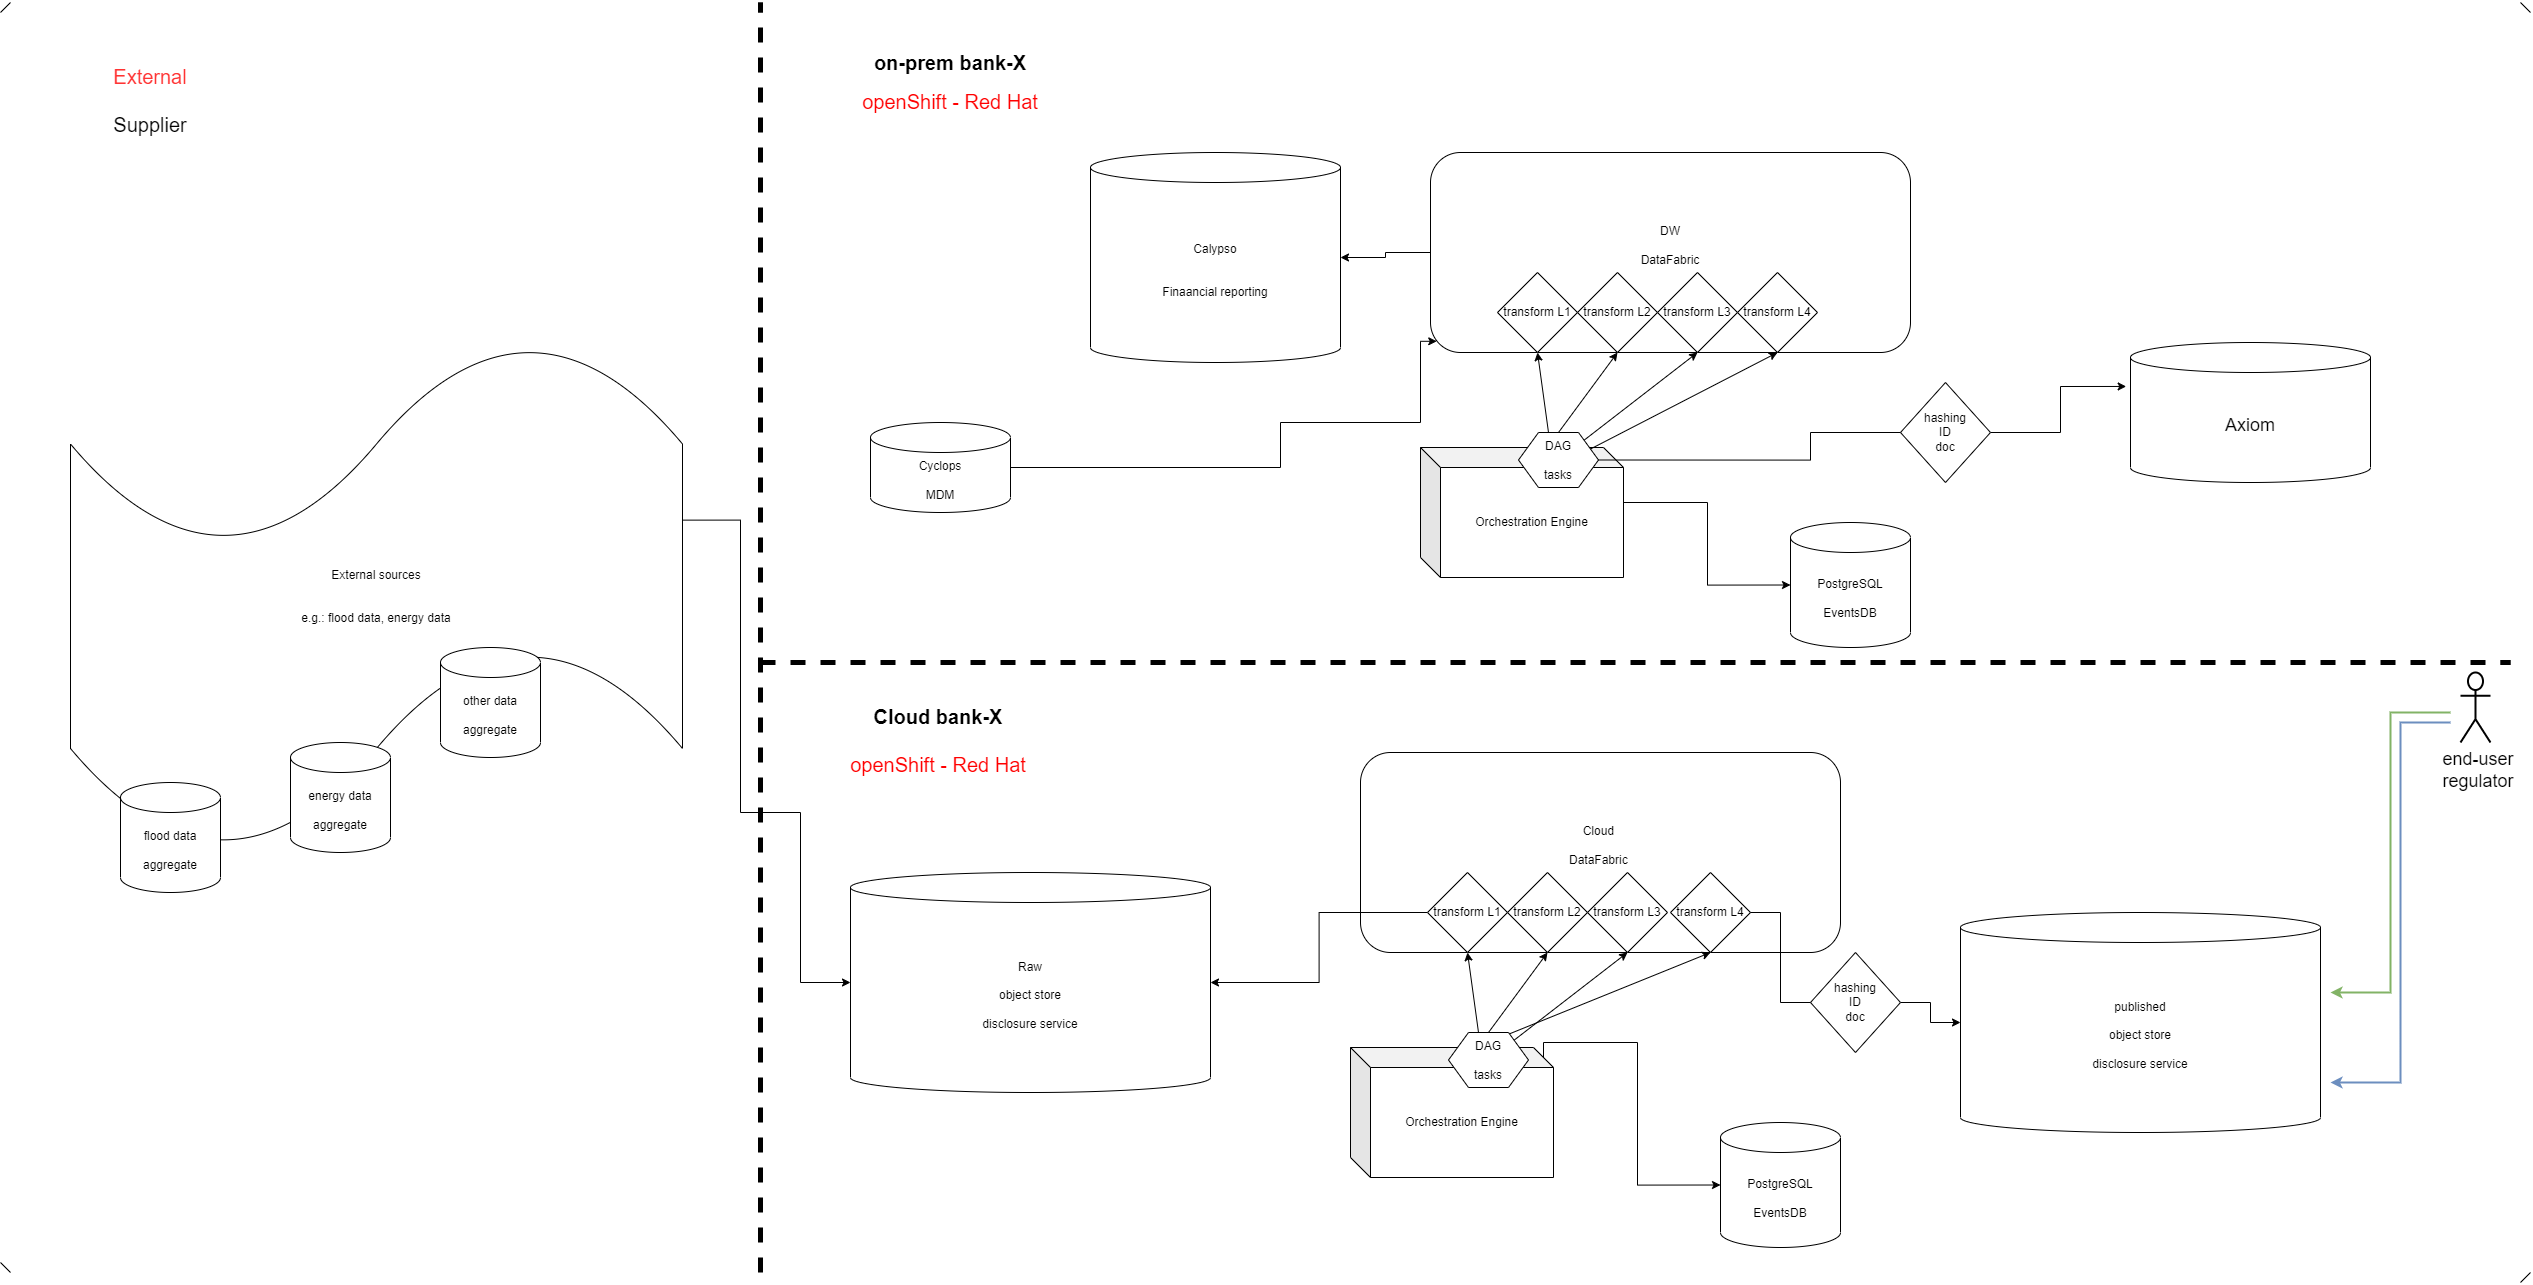 External
Supplier
External sources
e.g.: flood data, energy data
other data
aggregate
energy data
aggregate
flood data
aggregate
on-prem bank-X
openShift - Red Hat
Calypso
Finaancial reporting
DW
DataFabric
transform L1
transform L2
transform L3
transform L4
Cyclops
MDM
DAG
tasks
Orchestration Engine
hashing
ID
doc
Axiom
PostgreSQL
EventsDB
Cloud bank-X
openShift - Red Hat
Raw
object store
disclosure service
Cloud
DataFabric
transform L1
transform L2
transform L3
transform L4
DAG
tasks
Orchestration Engine
hashing
ID
doc
PostgreSQL
EventsDB
published
object store
disclosure service
end-user
regulator